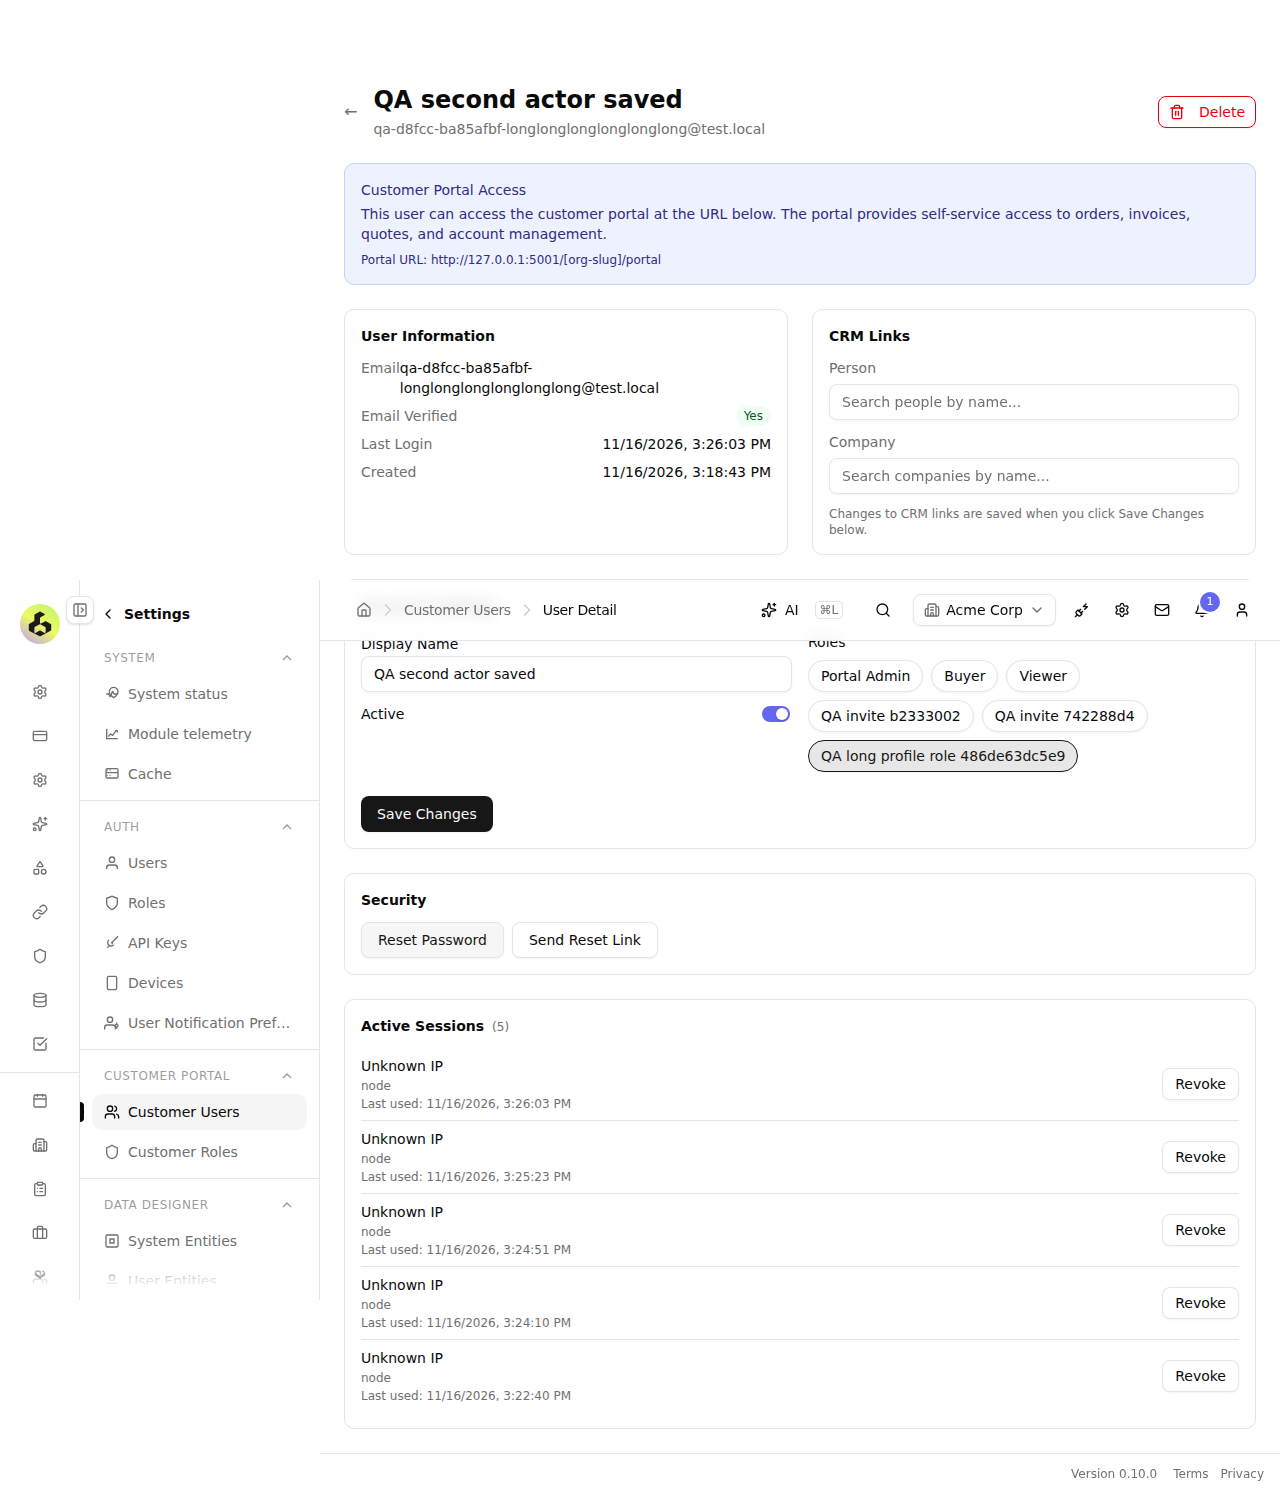 ←
QA second actor saved
qa-d8fcc-ba85afbf-longlonglonglonglonglong@test.local
Delete
Customer Portal Access
This user can access the customer portal at the URL below. The portal provides self-service access to orders, invoices,
quotes, and account management.
Portal URL: http://127.0.0.1:5001/[org-slug]/portal
User Information
Email
qa-d8fcc-ba85afbf-
longlonglonglonglonglong@test.local
Email Verified
Yes
Last Login
11/16/2026, 3:26:03 PM
Created
11/16/2026, 3:18:43 PM
CRM Links
Person
Search people by name...
Company
Search companies by name...
Changes to CRM links are saved when you click Save Changes
below.
Settings
SYSTEM
System status
Module telemetry
Cache
AUTH
Users
Roles
API Keys
Devices
User Notification Pref...
CUSTOMER PORTAL
Customer Users
Customer Roles
DATA DESIGNER
System Entities
User Entities
Customer Users
User Detail
AI
⌘L
Acme Corp
1
Display Name
QA second actor saved
Active
Roles
Portal Admin
Buyer
Viewer
QA invite b2333002
QA invite 742288d4
QA long profile role 486de63dc5e9
Save Changes
Security
Reset Password
Send Reset Link
Active Sessions (5)
Unknown IP
node
Last used: 11/16/2026, 3:26:03 PM
Revoke
Unknown IP
node
Last used: 11/16/2026, 3:25:23 PM
Revoke
Unknown IP
node
Last used: 11/16/2026, 3:24:51 PM
Revoke
Unknown IP
node
Last used: 11/16/2026, 3:24:10 PM
Revoke
Unknown IP
node
Last used: 11/16/2026, 3:22:40 PM
Revoke
Version 0.10.0
Terms
Privacy